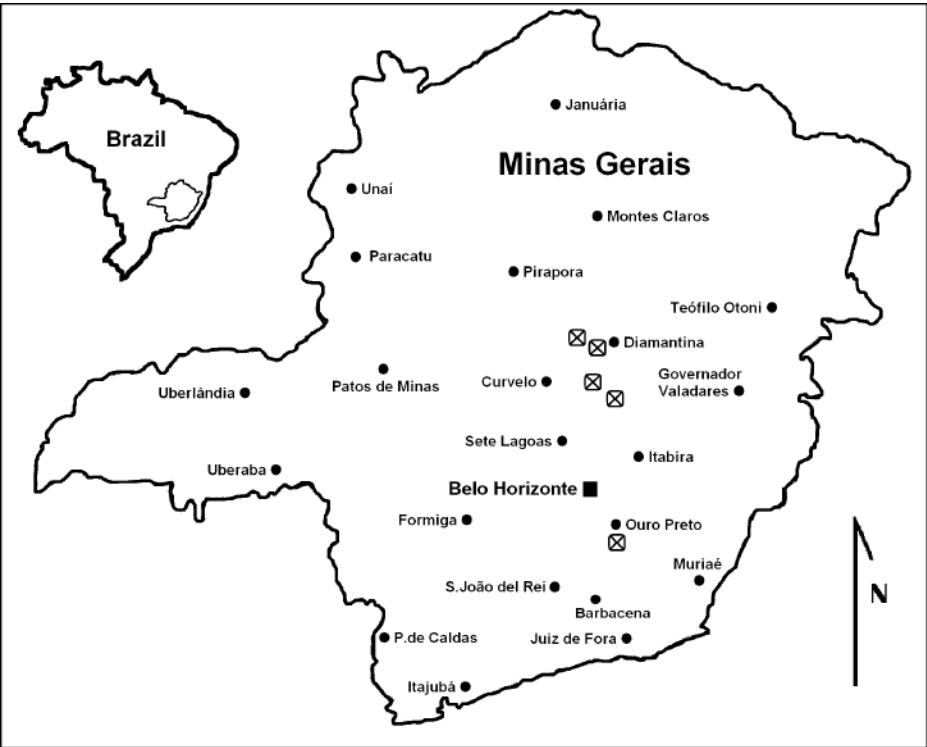 Januária
Brazil
Minas Gerais
Unaí
Montes Claros
Paracatu
Pirapora
Teófilo Otoni
Diamantina
Governador
Valadares
Patos de Minas
Curvelo
Uberlândia
Sete Lagoas
Itabira
Uberaba
Belo Horizonte
Formiga
Ouro Preto
Muriaé
S.João del Rei
N
Barbacena
P.de Caldas
Juiz de Fora
Itajubá